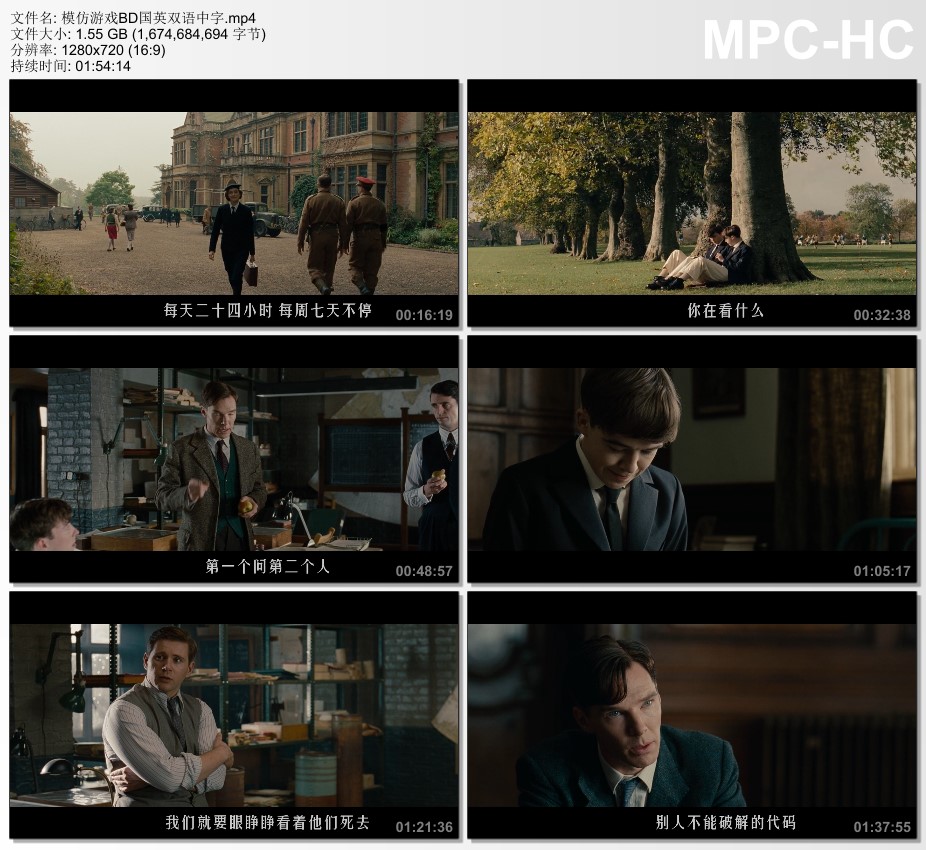 文件名: 模仿游戏BD国英双语中字.mp4
MPC-HC
文件大小: 1.55 GB (1,674,684,694 字节)
分辨率: 1280x720 (16:9)
持续时间: 01:54:14
每天二十四小时 每周七天不停
00:16:19
你在看什么
00:32:38
第一个问第二个人
00:48:57
01:05:17
我们就要眼睁睁看着他们死去
01:21:36
别人不能破解的代码
01:37:55